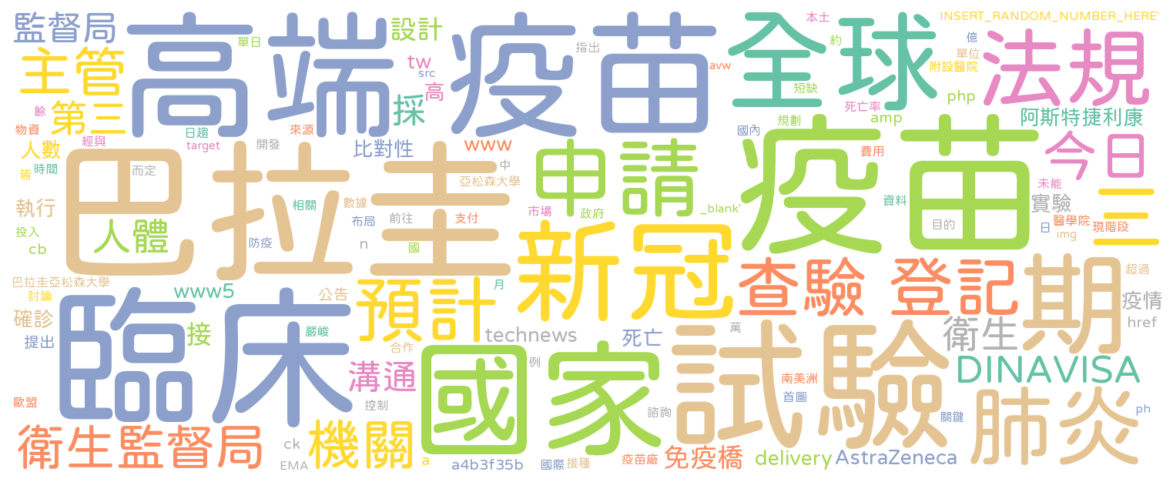 監督局 高端 疫苗 設計 全球 本土 INSERT_RANDOM_NUMBER_HERE'
主管 單日 指出 約 億 單位 法規
tw src avw 附設醫院
第三 高 採 短缺 死亡率 php
餘 物資 日趨 來源 amp 阿斯特捷利康
人數 經與 target 開發 比對性 www 規劃 國內 今日
皆 時間 而定 巴拉圭 中 申請 疫苗 費用 未能
亞松森大學 三
執行 人體 相關 數據 布局 前往 支付 市場 政府 _blank' 資料 目的 實驗 醫學院
投入 cb 防疫 n 國 日 img 現階段
巴拉圭亞松森大學 新冠 查驗 登記 期 超過
討論 www5 公告 預計 月 疫情
確診 接 嚴峻 technews 死亡 萬 衛生 href
提出 臨床 合作 溝通 國家 例 試驗 DINAVISA
歐盟 控制 諮詢 南美洲 首圖 關鍵 肺炎 ph
衛生監督局 ck 機關 EMA a a4b3f35b 國際 接種 疫苗廠 免疫橋 delivery AstraZeneca